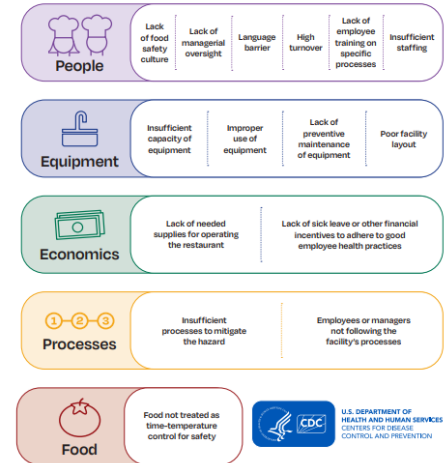 People
Lack
of food
safety
culture
Lack of
managerial
oversight
Language
barrier
High
turnover
Lack of
employee
training on
specific
processes
Insufficient
staffing
Equipment
Insufficient
capacity of
equipment
Improper
use of
equipment
Lack of
preventive
maintenance
of equipment
Poor facility
layout
Economics
Lack of needed
supplies for operating
the restaurant
Lack of sick leave or other financial
incentives to adhere to good
employee health practices
1 2 3
Processes
Insufficient
processes to mitigate
the hazard
Employees or managers
not following the
facility's processes
Food
Food not treated as
time-temperature
control for safety
CDC
U.S. DEPARTMENT OF
HEALTH AND HUMAN SERVICES
CENTERS FOR DISEASE
CONTROL AND PREVENTION